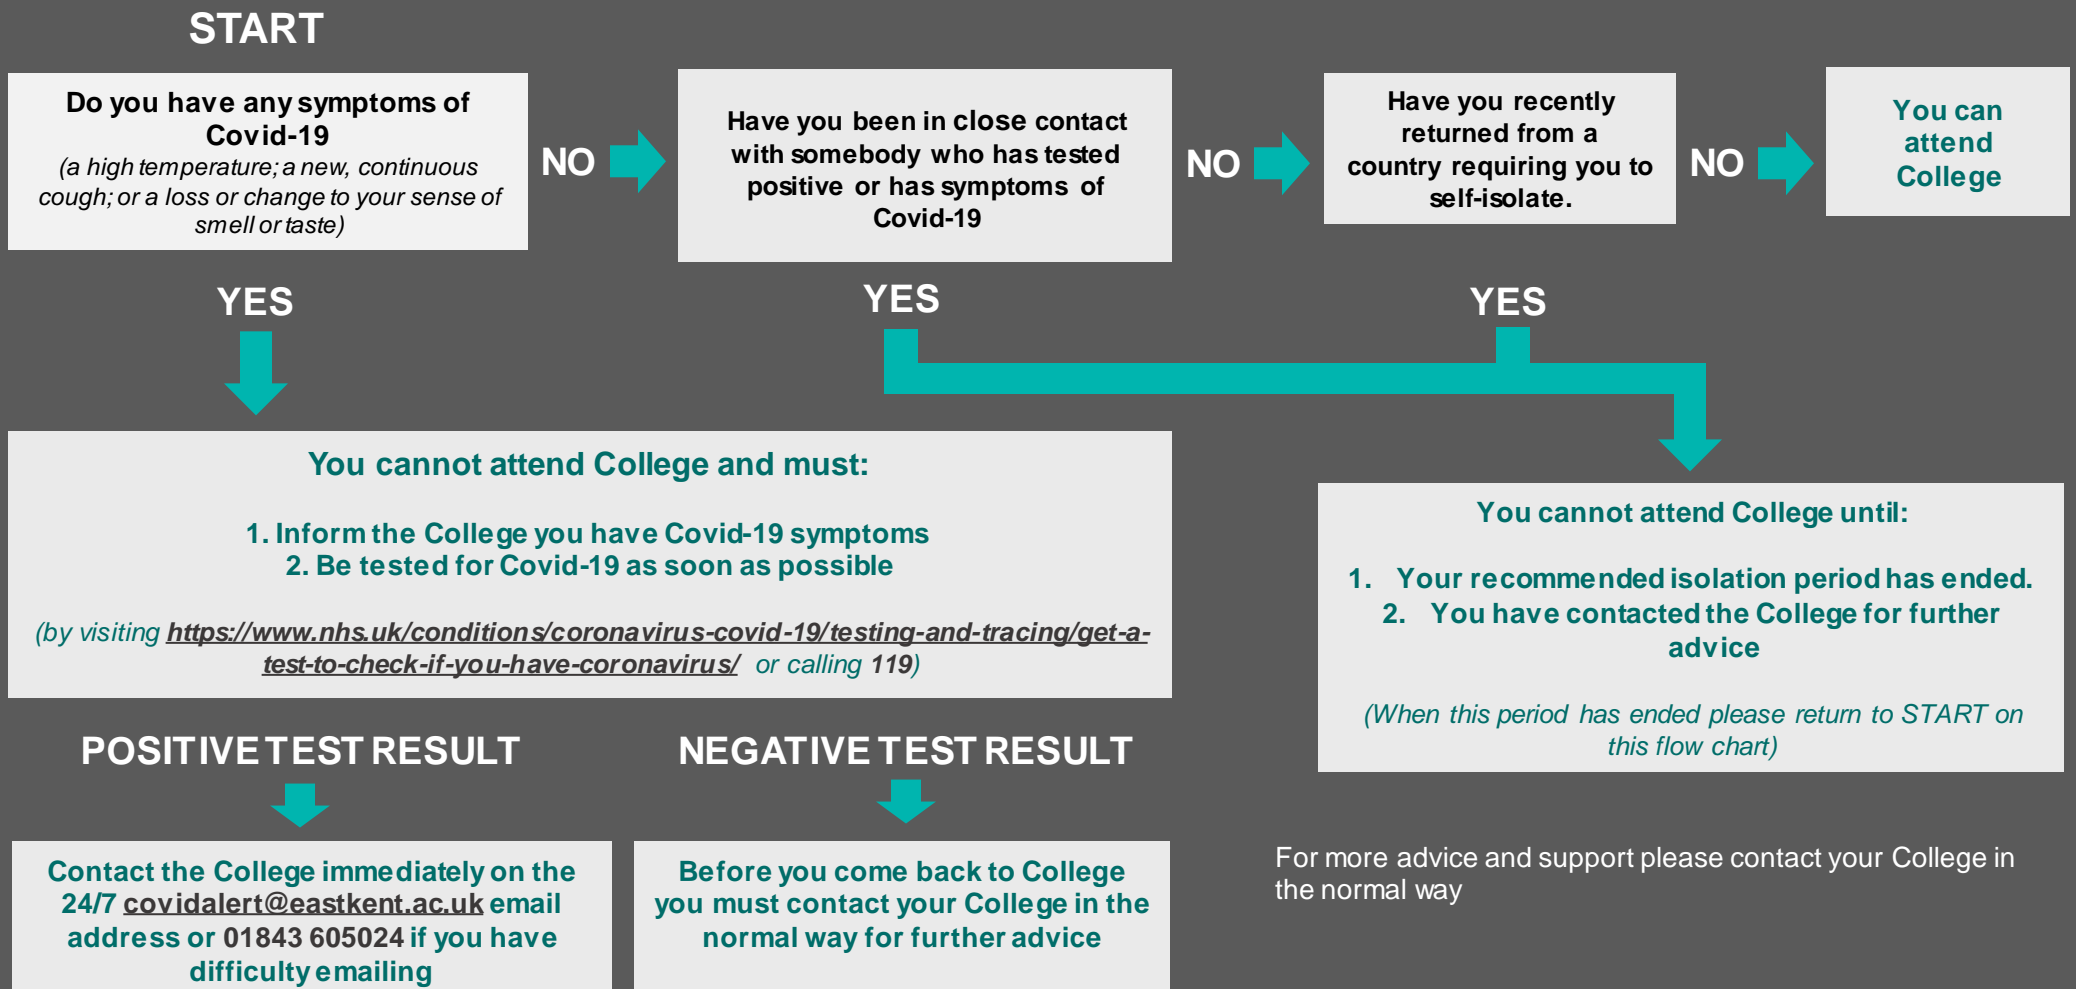 START
Do you have any symptoms of
Covid-19
(a high temperature; a new, continuous
cough; or a loss or change to your sense of
smell or taste)
NO
Have you been in close contact
with somebody who has tested
positive or has symptoms of
Covid-19
NO
Have you recently
returned from a
country requiring you to
self-isolate.
NO
You can
attend
College
YES
YES
YES
You cannot attend College and must:
1. Inform the College you have Covid-19 symptoms
2. Be tested for Covid-19 as soon as possible
(by visiting https://www.nhs.uk/conditions/coronavirus-covid-19/testing-and-tracing/get-a-
test-to-check-if-you-have-coronavirus/ or calling 119)
You cannot attend College until:
1. Your recommended isolation period has ended.
2. You have contacted the College for further
advice
(When this period has ended please return to START on
this flow chart)
POSITIVE TEST RESULT
NEGATIVE TEST RESULT
Contact the College immediately on the
24/7 covidalert@eastkent.ac.uk email
address or 01843 605024 if you have
difficulty emailing
Before you come back to College
you must contact your College in the
normal way for further advice
For more advice and support please contact your College in
the normal way